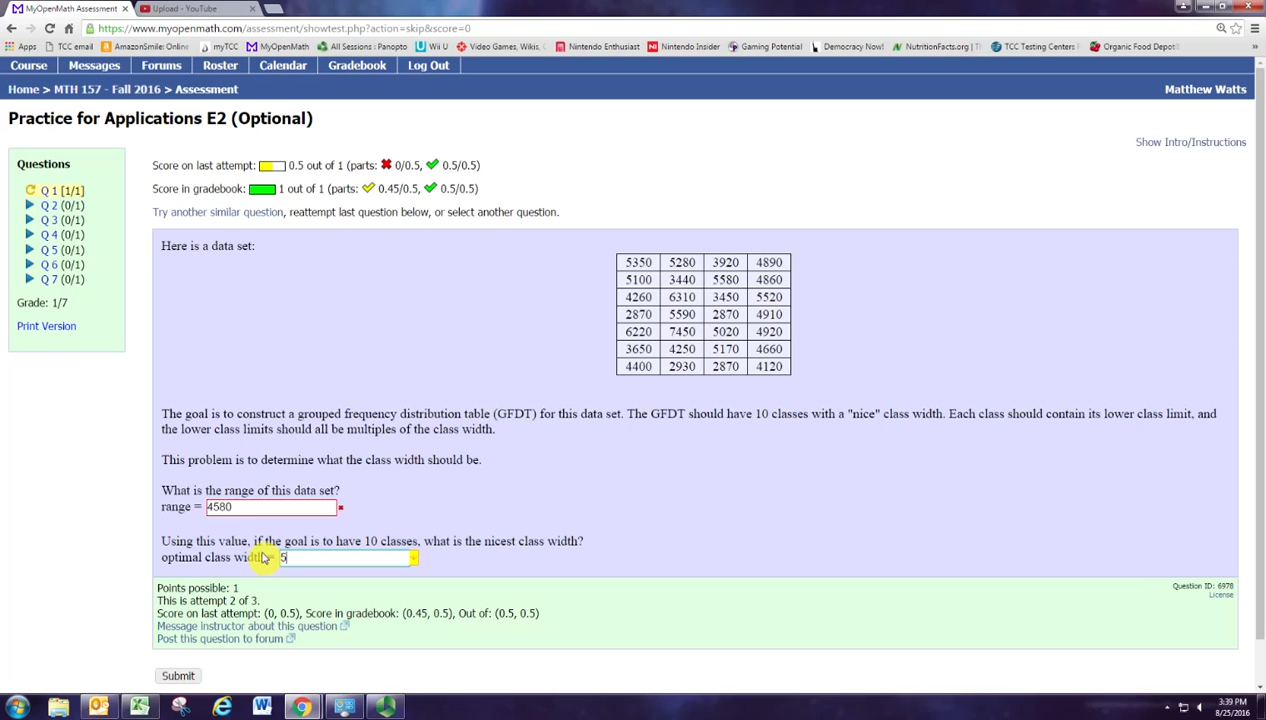 MyOpenMath Assessment
Upload - YouTube
https://www.myopenmath.com/assessment/showtest.php?action=skip&score=0
Apps TCC email AmazonSmile: Online myTCC MyOpenMath All Sessions : Panopto Wii U Video Games, Wikis, Nintendo Enthusiast Nintendo Insider Gaming Potential Democracy Now! NutritionFacts.org | TCC Testing Centers Organic Food Depot
Course Messages Forums Roster Calendar Gradebook Log Out
Home > MTH 157 - Fall 2016 > Assessment Matthew Watts
Practice for Applications E2 (Optional)
Show Intro/Instructions
Questions
Q 1 [1/1]
Q 2 (0/1)
Q 3 (0/1)
Q 4 (0/1)
Q 5 (0/1)
Q 6 (0/1)
Q 7 (0/1)
Grade: 1/7
Print Version
Score on last attempt: 0.5 out of 1 (parts: 0/0.5, 0.5/0.5)
Score in gradebook: 1 out of 1 (parts: 0.45/0.5, 0.5/0.5)
Try another similar question, reattempt last question below, or select another question.
Here is a data set:
5350 5280 3920 4890
5100 3440 5580 4860
4260 6310 3450 5520
2870 5590 2870 4910
6220 7450 5020 4920
3650 4250 5170 4660
4400 2930 2870 4120
The goal is to construct a grouped frequency distribution table (GFDT) for this data set. The GFDT should have 10 classes with a "nice" class width. Each class should contain its lower class limit, and
the lower class limits should all be multiples of the class width.
This problem is to determine what the class width should be.
What is the range of this data set?
range = 4580
Using this value, if the goal is to have 10 classes, what is the nicest class width?
optimal class width = 5
Points possible: 1
This is attempt 2 of 3.
Score on last attempt: (0, 0.5), Score in gradebook: (0.45, 0.5), Out of: (0.5, 0.5)
Message instructor about this question
Post this question to forum
Question ID: 6978
License
Submit
3:39 PM
8/25/2016